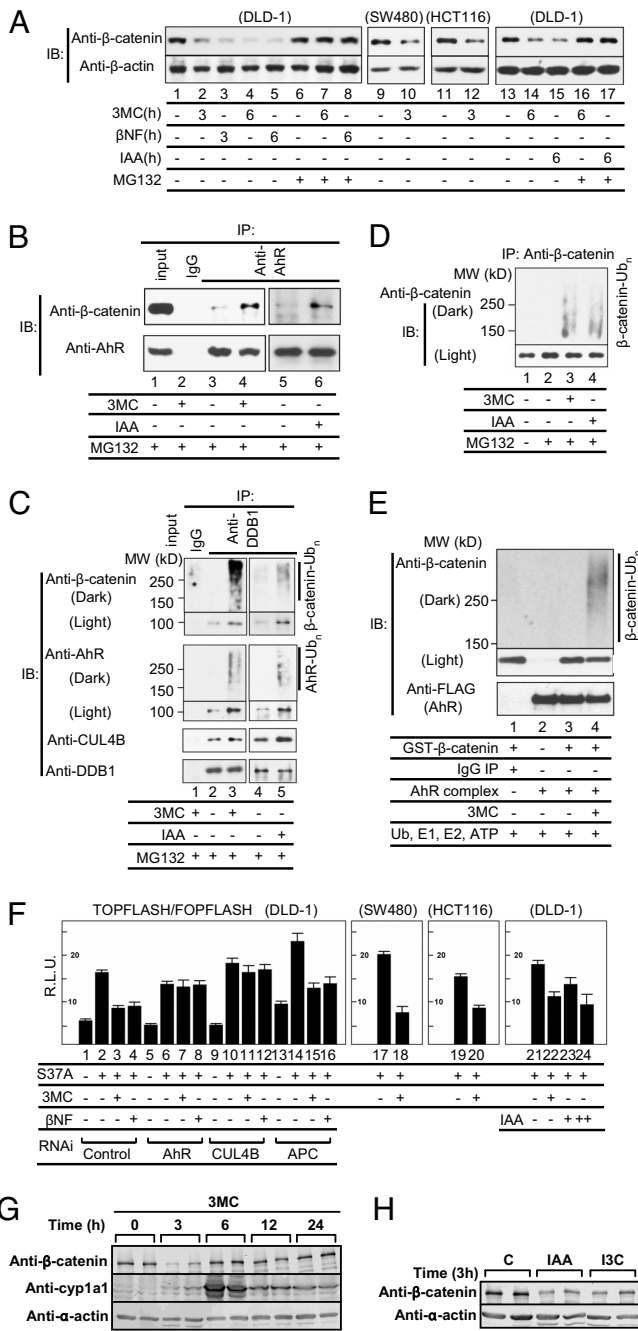 A
(DLD-1) (SW480) (HCT116) (DLD-1)
IB:
Anti-β-catenin
Anti-β-actin
1 2 3 4 5 6 7 8 9 10 11 12 13 14 15 16 17
3MC(h) - 3 - 6 - - 6 - - 3 - 3 - 6 - 6 -
βNF(h) - - 3 - 6 - - 6 - - - - - - - - -
IAA(h) - - - - - - - - - - - - - - 6 - 6
MG132 - - - - - + + + - - - - - - - + +
B
IP:
input IgG Anti-AhR
IB:
Anti-β-catenin
Anti-AhR
1 2 3 4 5 6
3MC - + - + - -
IAA - - - - - +
MG132 + + + + + +
D
IP: Anti-β-catenin
MW (kD)
Anti-β-catenin
(Dark)
250
IB:
150
(Light)
β-catenin-Ubn
1 2 3 4
3MC - - + -
IAA - - - +
MG132 - + + +
C
IP:
input IgG Anti-DDB1
MW (kD)
IB:
Anti-β-catenin
(Dark)
250
150
β-catenin-Ubn
(Light) 100
Anti-AhR
(Dark)
250
150
AhR-Ubn
(Light) 100
Anti-CUL4B
Anti-DDB1
1 2 3 4 5
3MC + - + - -
IAA - - - - +
MG132 + + + + +
E
MW (kD)
IB:
Anti-β-catenin
(Dark) 250
150
β-catenin-Ubn
(Light)
Anti-FLAG
(AhR)
1 2 3 4
GST-β-catenin + - + +
IgG IP + - - -
AhR complex - + + +
3MC - - - +
Ub, E1, E2, ATP + + + +
F
TOPFLASH/FOPFLASH (DLD-1) (SW480) (HCT116) (DLD-1)
R.L.U.
20 20 20 20
10 10 10 10
1 2 3 4 5 6 7 8 9 10 11 12 13 14 15 16 17 18 19 20 21 22 23 24
S37A - + + + - + + + - + + + - + + + + + + + + + + +
3MC - - + - - - + - - - + - - - + - - + - + - + - -
βNF - - - + - - - + - - - + - - - +
IAA - - + ++
RNAi Control AhR CUL4B APC
G
3MC
Time (h) 0 3 6 12 24
Anti-β-catenin
Anti-cyp1a1
Anti-α-actin
H
Time (3h) C IAA I3C
Anti-β-catenin
Anti-α-actin